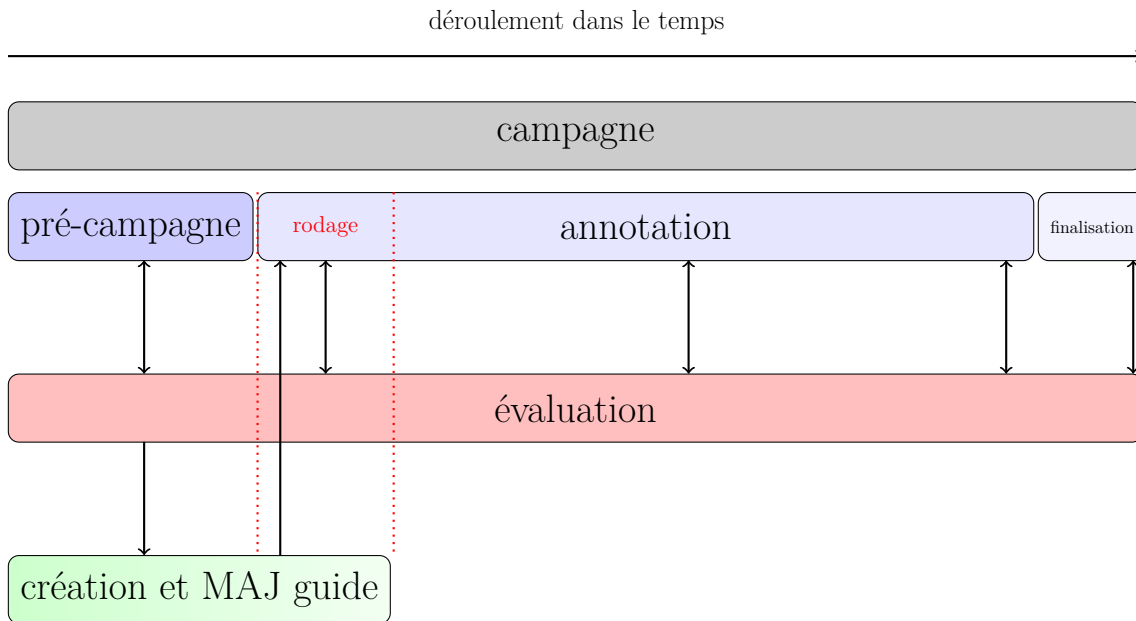 déroulement dans le temps
campagne
pré-campagne
rodage
annotation
finalisation
évaluation
création et MAJ guide